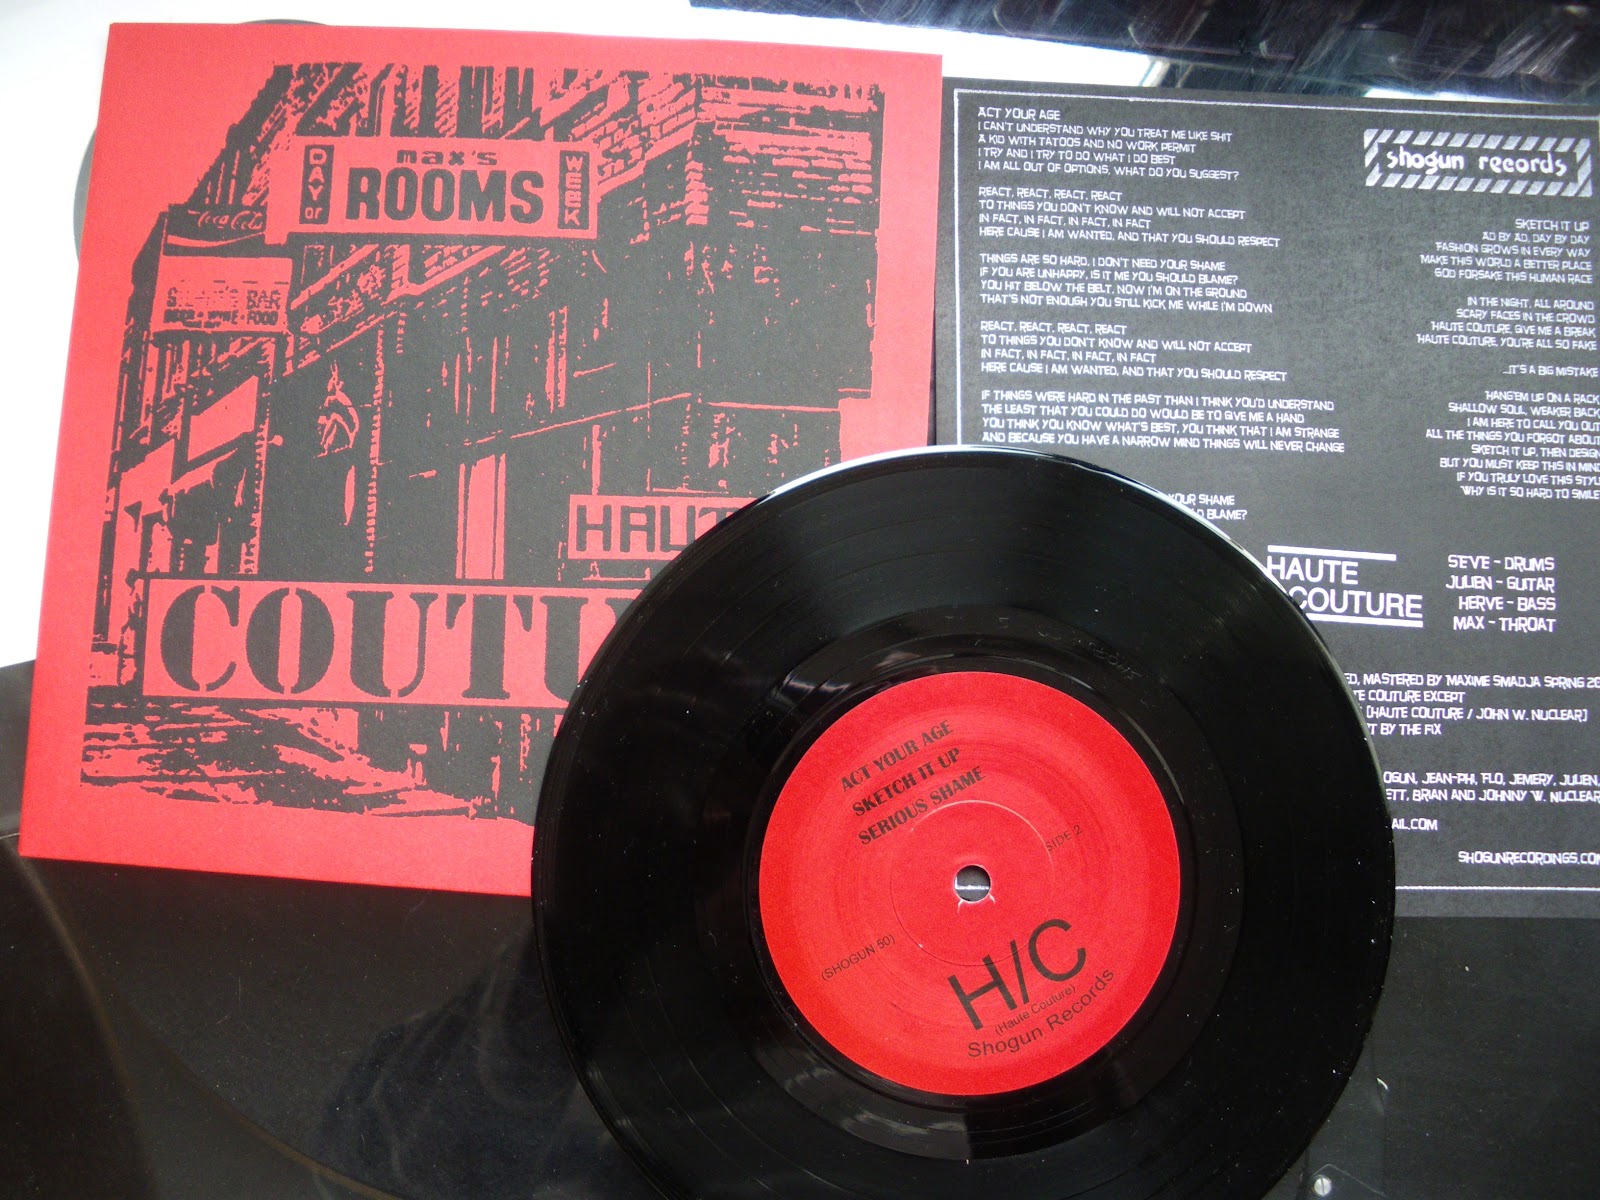 DAY or
max's
ROOMS
WEEK
Coca-Cola
BAR
FOOD
HAUT
COUTU
ACT YOUR AGE
I CAN'T UNDERSTAND WHY YOU TREAT ME LIKE SHIT
A KID WITH TATOOS AND NO WORK PERMIT
I TRY AND I TRY TO DO WHAT I DO BEST
I AM ALL OUT OF OPTIONS, WHAT DO YOU SUGGEST?
REACT, REACT, REACT, REACT
TO THINGS YOU DON'T KNOW AND WILL NOT ACCEPT
IN FACT, IN FACT, IN FACT, IN FACT
HERE CAUSE I AM WANTED, AND THAT YOU SHOULD RESPECT
THINGS ARE SO HARD, I DON'T NEED YOUR SHAME
IF YOU ARE UNHAPPY, IS IT ME YOU SHOULD BLAME?
YOU HIT BELOW THE BELT, NOW I'M ON THE GROUND
THAT'S NOT ENOUGH YOU STILL KICK ME WHILE I'M DOWN
REACT, REACT, REACT, REACT
TO THINGS YOU DON'T KNOW AND WILL NOT ACCEPT
IN FACT, IN FACT, IN FACT, IN FACT
HERE CAUSE I AM WANTED, AND THAT YOU SHOULD RESPECT
IF THINGS WERE HARD IN THE PAST THAN I THINK YOU'D UNDERSTAND
THE LEAST THAT YOU COULD DO WOULD BE TO GIVE ME A HAND
YOU THINK YOU KNOW WHAT'S BEST, YOU THINK THAT I AM STRANGE
AND BECAUSE YOU HAVE A NARROW MIND THINGS WILL NEVER CHANGE
YOUR SHAME
BLAME?
shogun records
SKETCH IT UP
AD BY AD, DAY BY DAY
FASHION GROWS IN EVERY WAY
MAKE THIS WORLD A BETTER PLACE
GOD FORSAKE THIS HUMAN RACE
IN THE NIGHT, ALL AROUND
SCARY FACES IN THE CROWD
HAUTE COUTURE, GIVE ME A BREAK
HAUTE COUTURE, YOU'RE ALL SO FAKE
...IT'S A BIG MISTAKE
HANG'EM UP ON A RACK
SHALLOW SOUL, WEAKER BACK
I AM HERE TO CALL YOU OUT
ALL THE THINGS YOU FORGOT ABOUT
SKETCH IT UP, THEN DESIGN
BUT YOU MUST KEEP THIS IN MIND
IF YOU TRULY LOVE THIS STYLE
WHY IS IT SO HARD TO SMILE
HAUTE
COUTURE
SEVE - DRUMS
JULIEN - GUITAR
HERVE - BASS
MAX - THROAT
ED, MASTERED BY MAXIME SMADJA SPRING 20
TE COUTURE EXCEPT
[HAUTE COUTURE / JOHN W. NUCLEAR]
T BY THE FIX
OGUN, JEAN-PHI, FLO, JEMERY, JULIEN,
ETT, BRIAN AND JOHNNY W. NUCLEAR
AIL.COM
SHOGUNRECORDINGS.COM
ACT YOUR AGE
SKETCH IT UP
SERIOUS SHAME
SIDE 2
(SHOGUN 50)
H/C
(Haute Couture)
Shogun Records